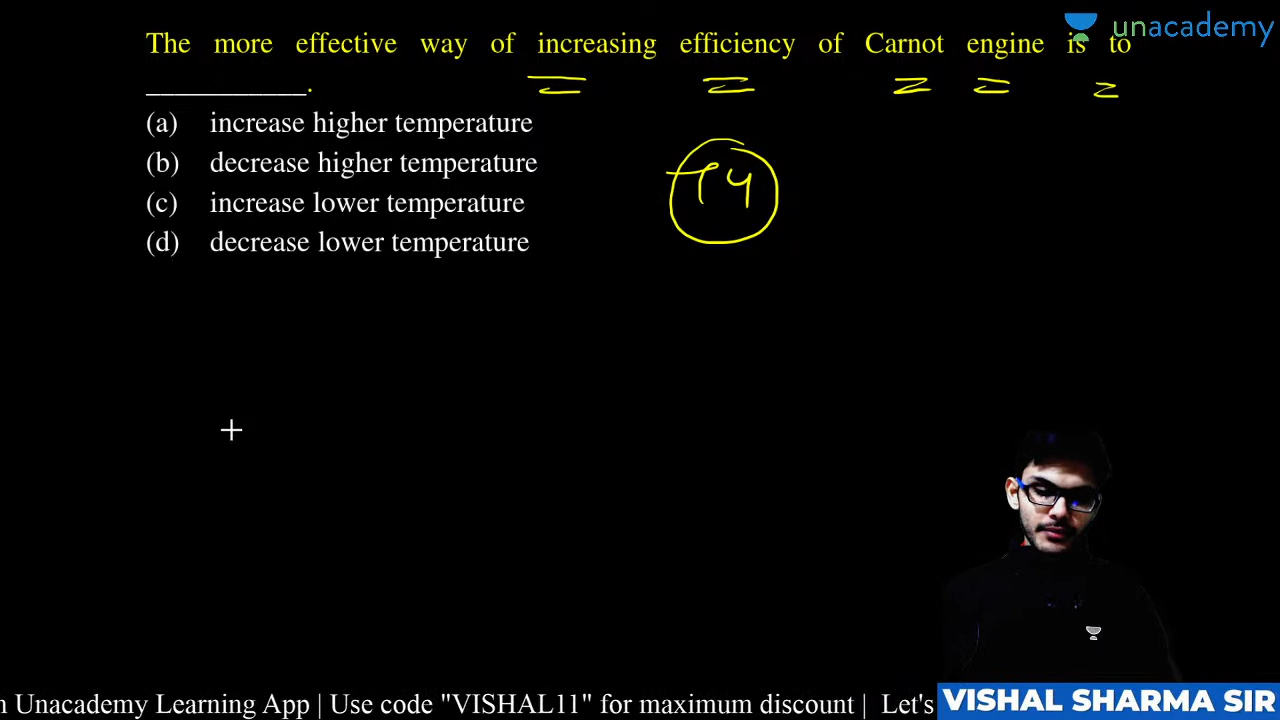 unacademy
The more effective way of increasing efficiency of Carnot engine is to
___________.
(a) increase higher temperature
(b) decrease higher temperature
(c) increase lower temperature
(d) decrease lower temperature
n Unacademy Learning App | Use code "VISHAL11" for maximum discount | Let's
VISHAL SHARMA SIR